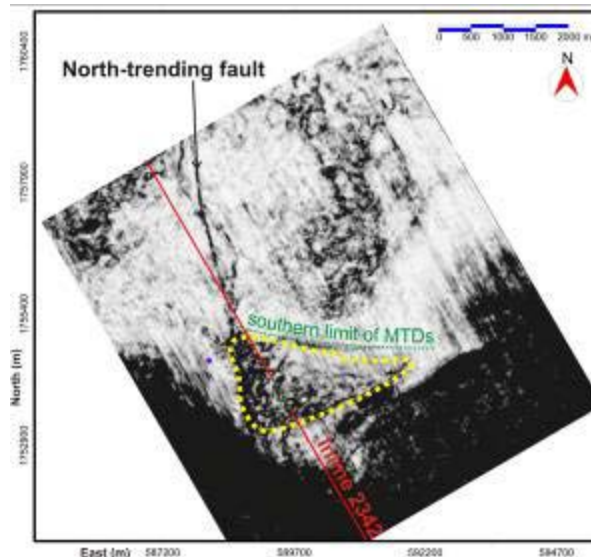 0 500 1000 1500 2000 m
N
North-trending fault
southern limit of MTDs
Inline 2342
North (m)
1760400
1757900
1755400
1752900
East (m)
587200
589700
592200
594700